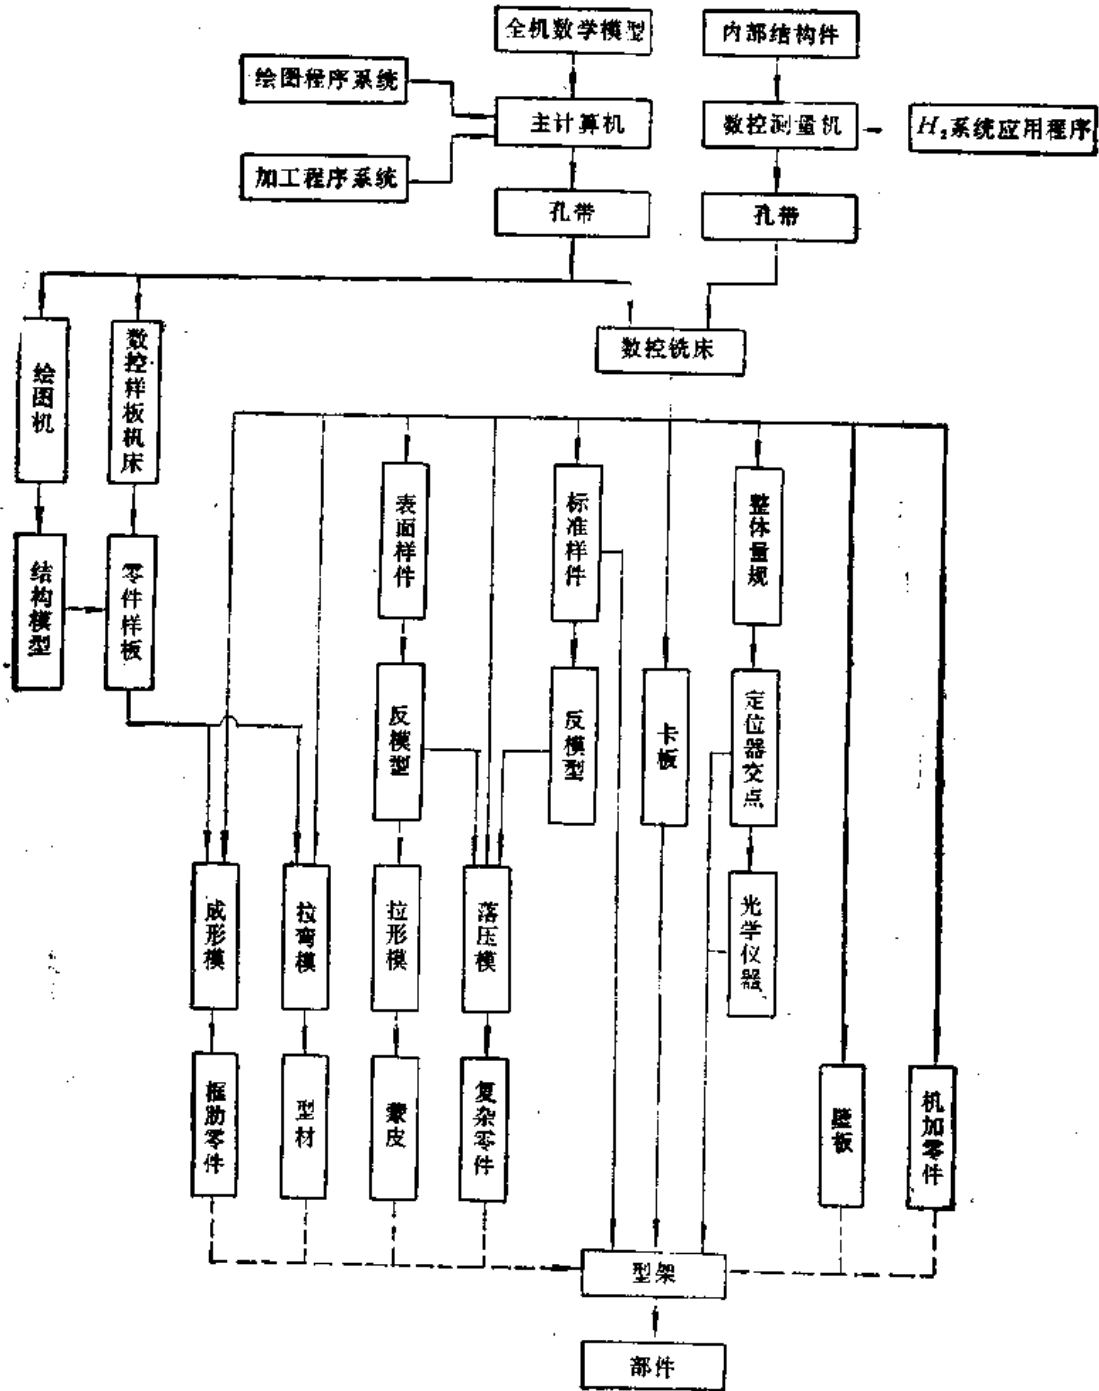 全机数学模型
内部结构件
绘图程序系统
主计算机
数控测量机
H₂系统应用程序
加工程序系统
孔带
孔带
数控铣床
绘图机
数控样板机床
表面样件
标准样件
整体量规
结构模型
零件样板
反模型
反模型
卡板
定位器交点
成形模
拉弯模
拉形模
落压模
光学仪器
框肋零件
型材
蒙皮
复杂零件
壁板
机加零件
型架
部件